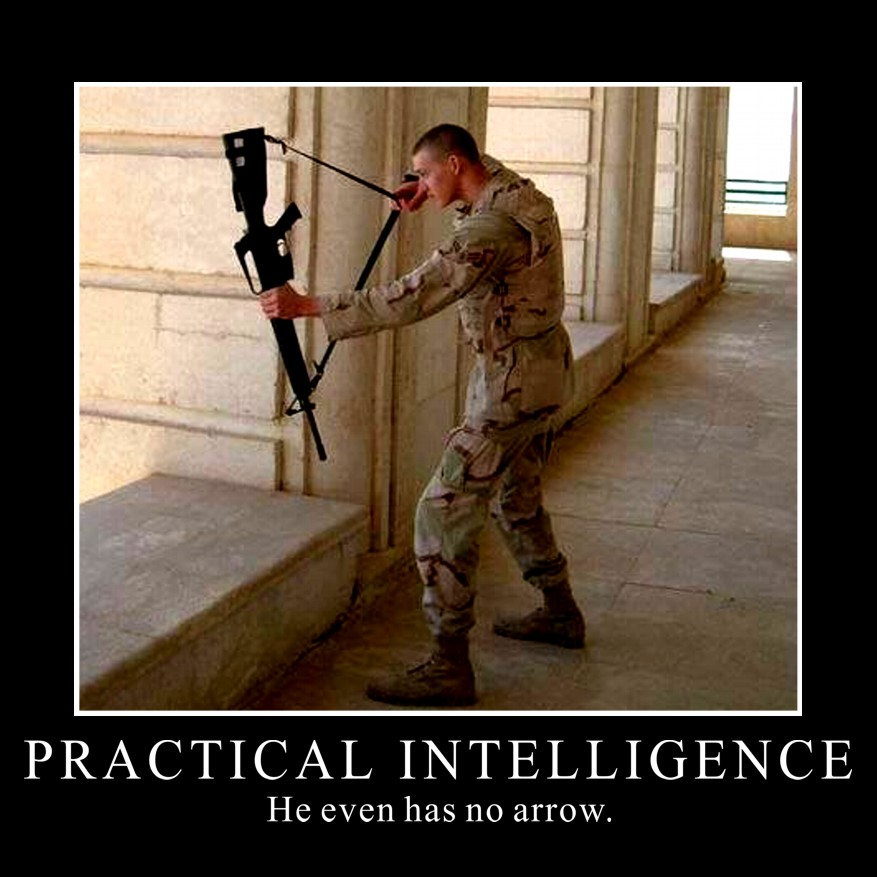 PRACTICAL INTELLIGENCE
He even has no arrow.